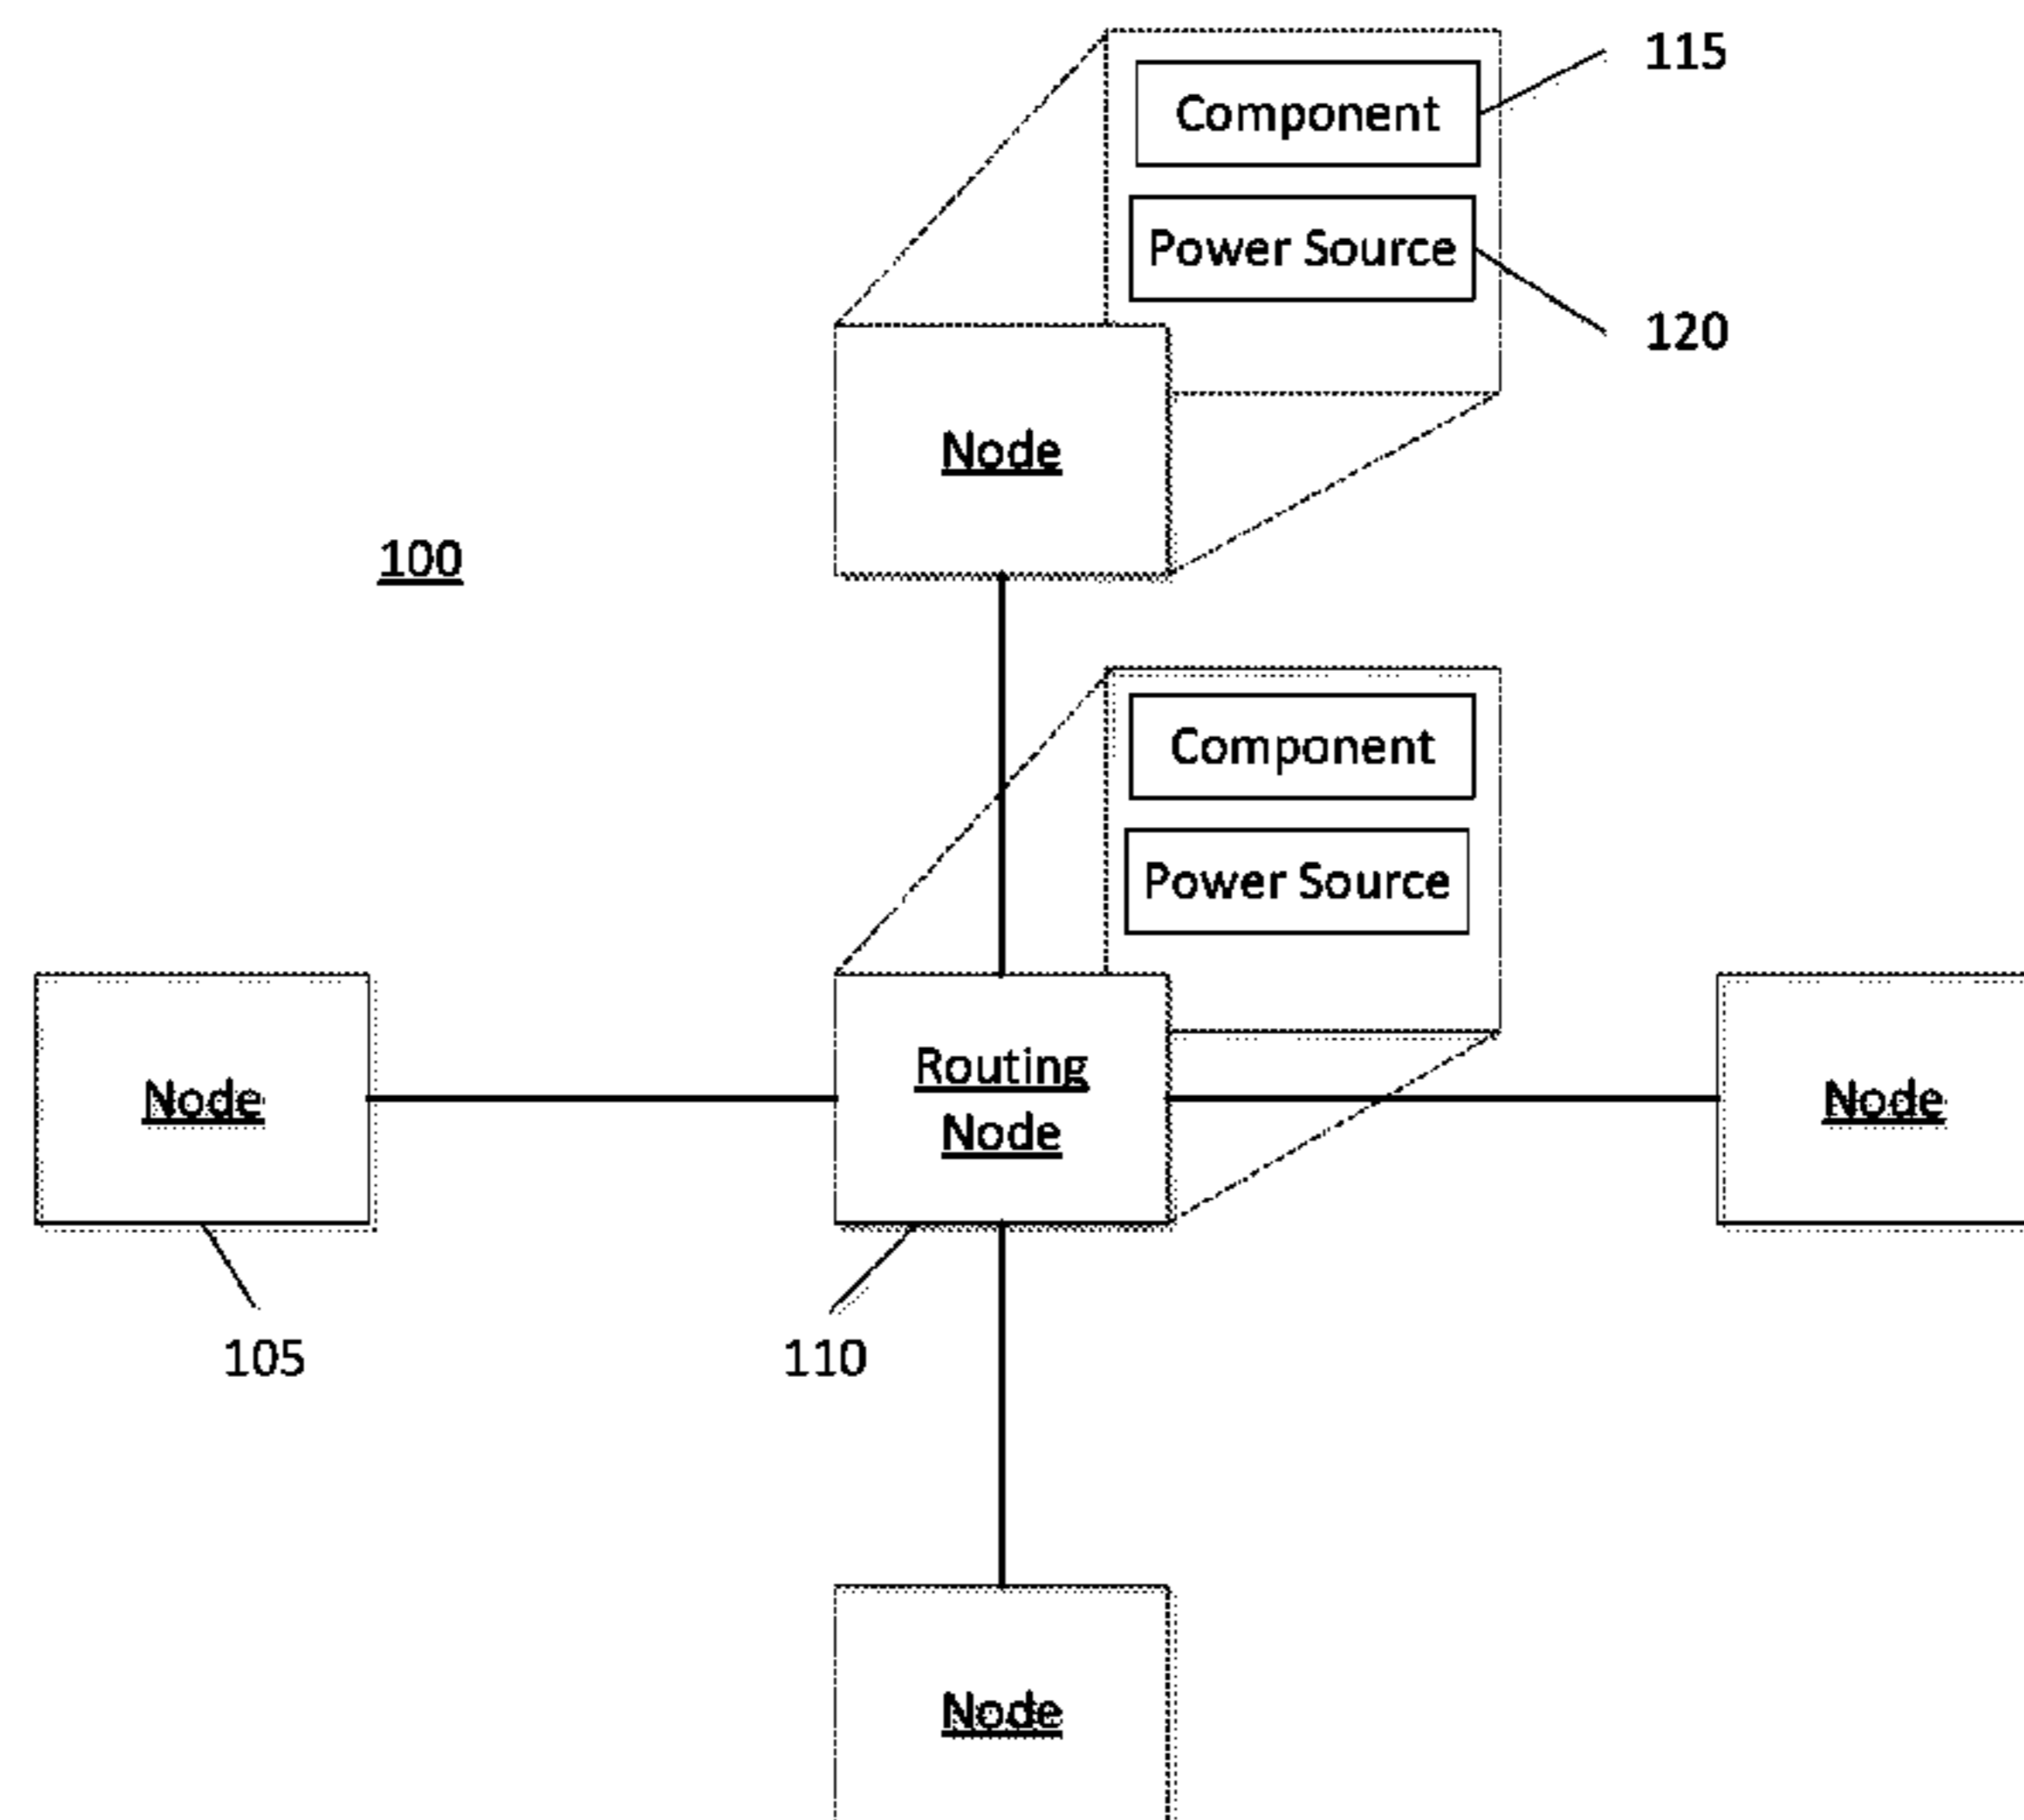 115
Component
Power Source
120
Node
100
Component
Power Source
Node
Routing
Node
Node
105
110
Node